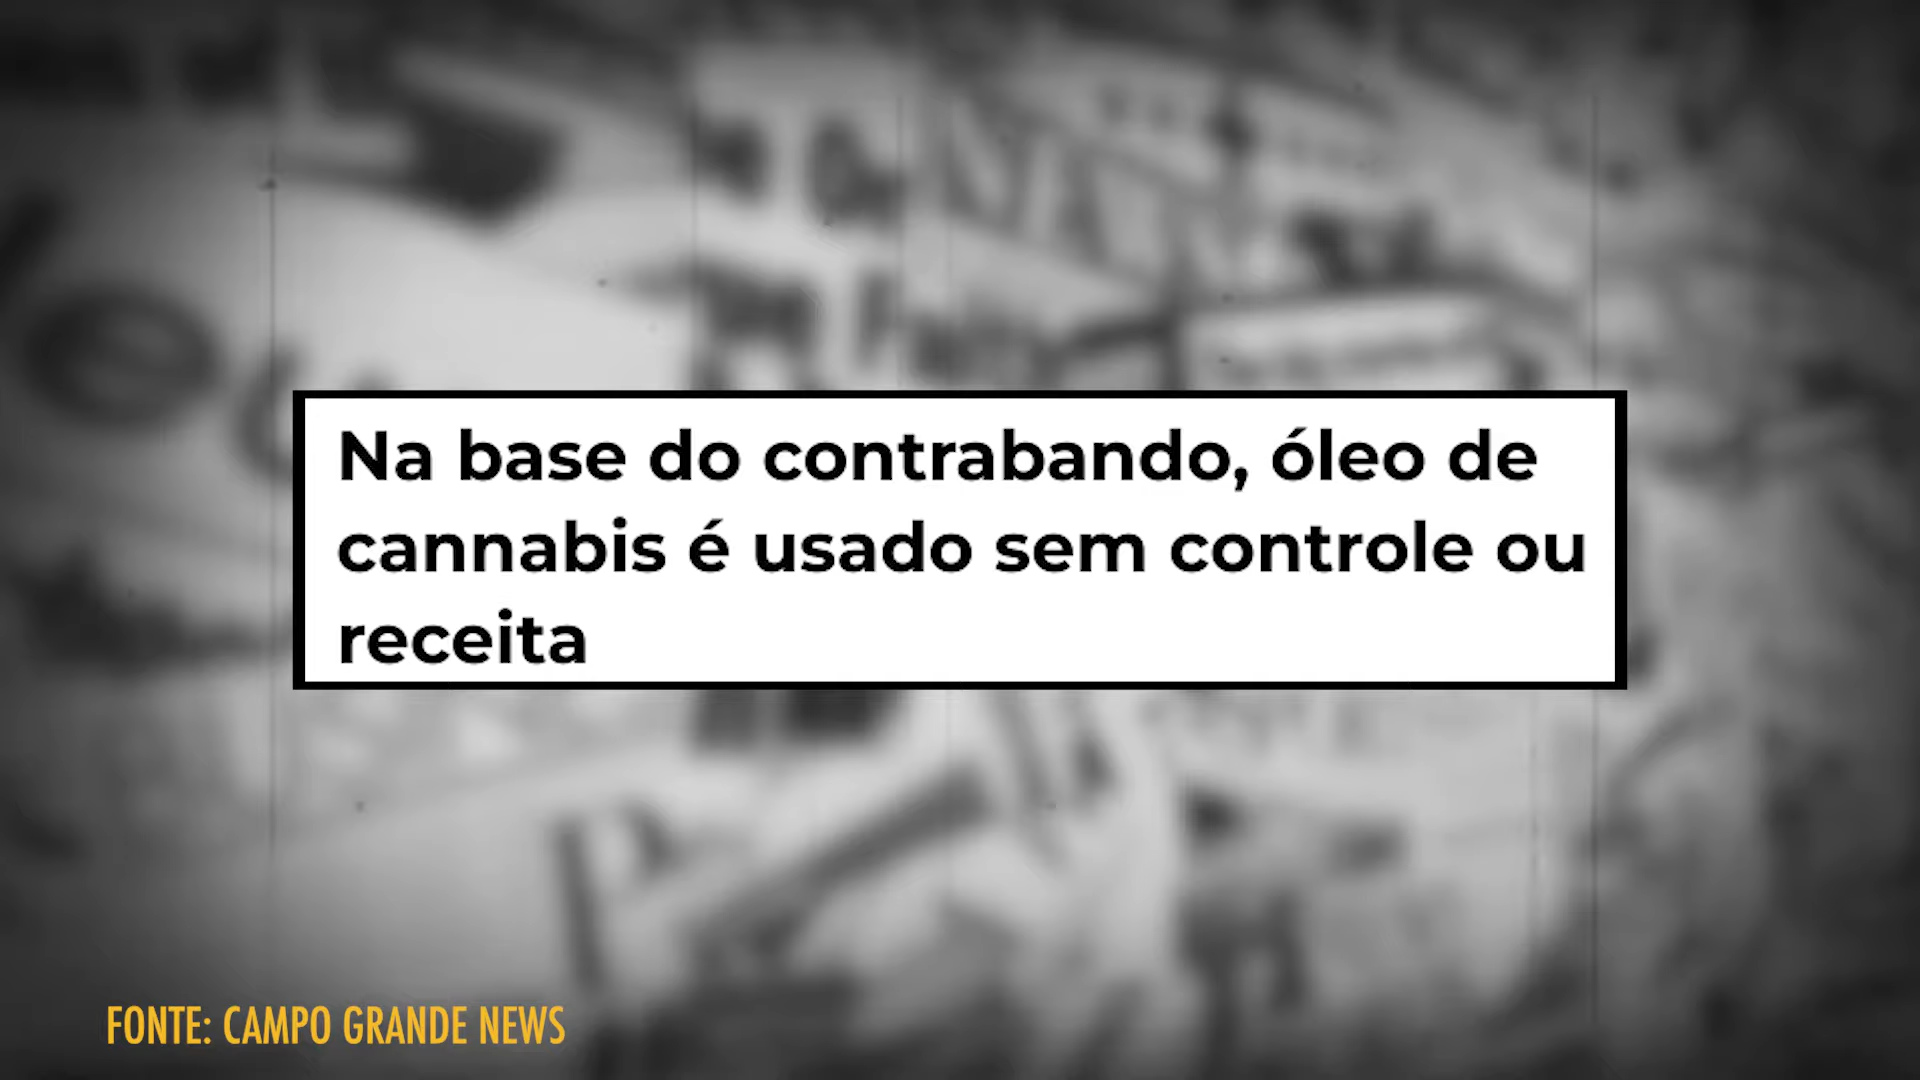 Na base do contrabando, óleo de
cannabis é usado sem controle ou
receita
FONTE: CAMPO GRANDE NEWS